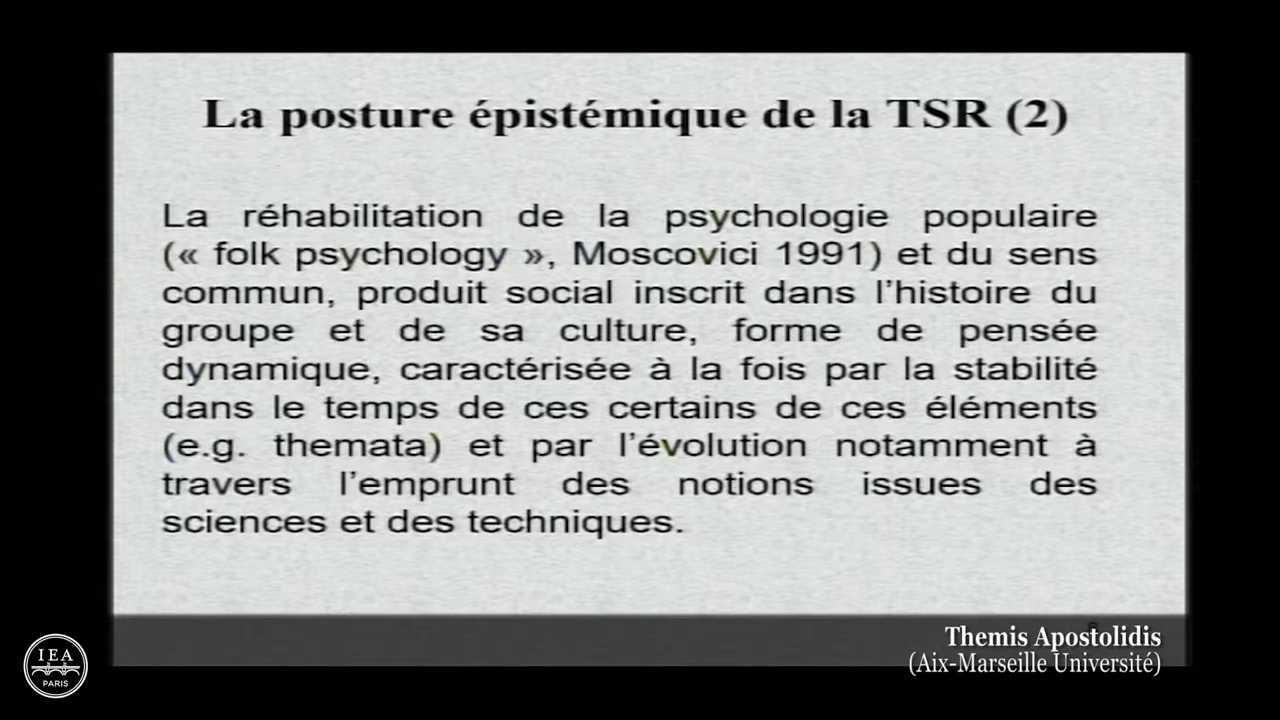 La posture épistémique de la TSR (2)
La réhabilitation de la psychologie populaire
(« folk psychology », Moscovici 1991) et du sens
commun, produit social inscrit dans l’histoire du
groupe et de sa culture, forme de pensée
dynamique, caractérisée à la fois par la stabilité
dans le temps de ces certains de ces éléments
(e.g. themata) et par l’évolution notamment à
travers l’emprunt des notions issues des
sciences et des techniques.
Themis Apostolidis
(Aix-Marseille Université)
IEA
PARIS